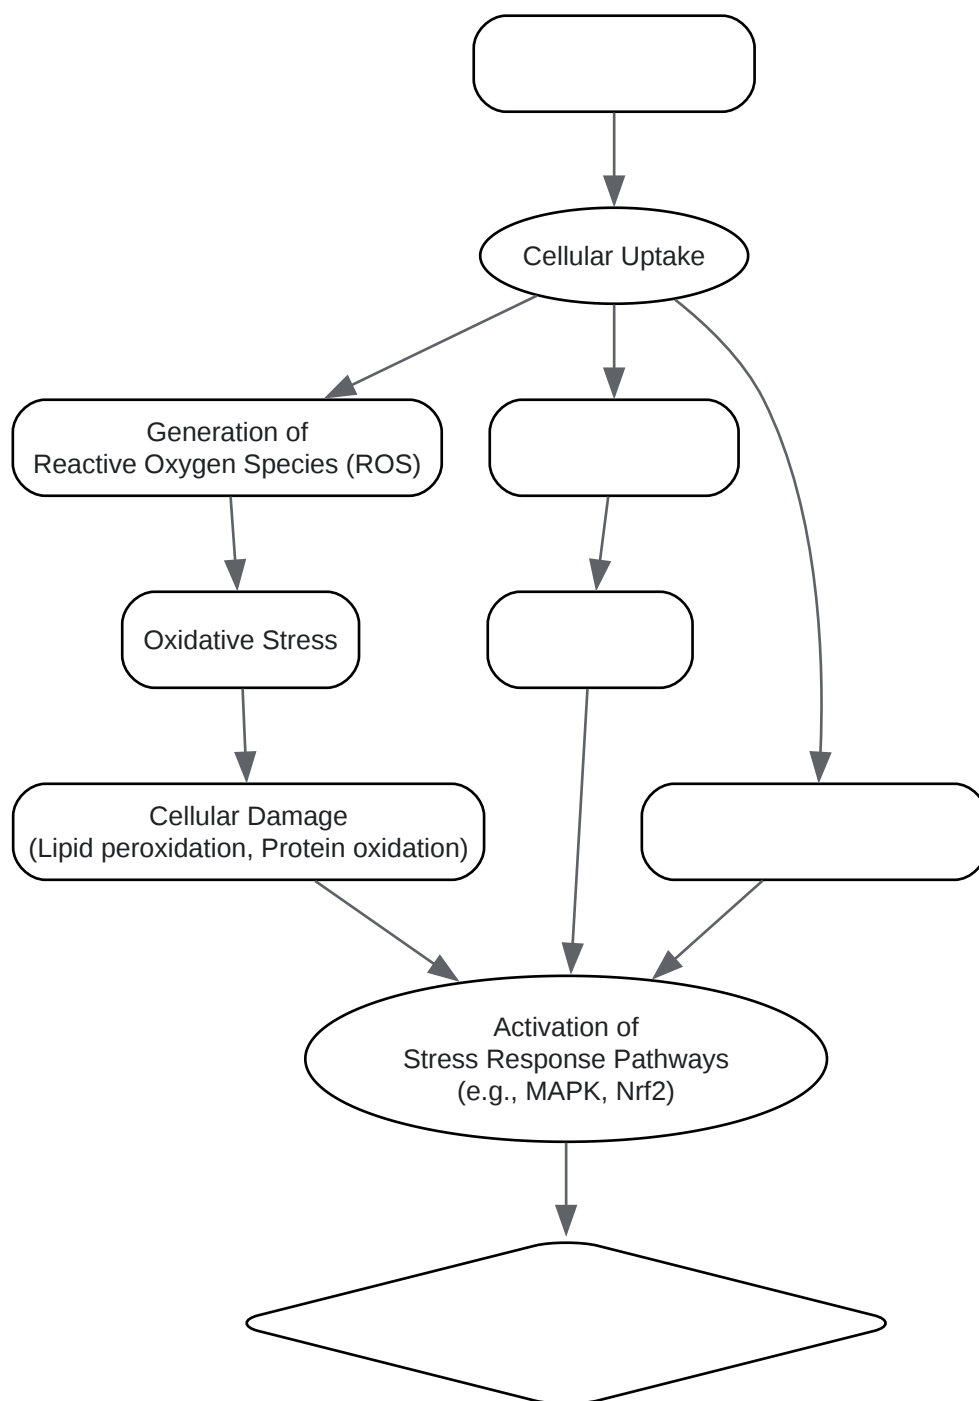 Cellular Uptake
Generation of
Reactive Oxygen Species (ROS)
Oxidative Stress
Cellular Damage
(Lipid peroxidation, Protein oxidation)
Activation of
Stress Response Pathways
(e.g., MAPK, Nrf2)